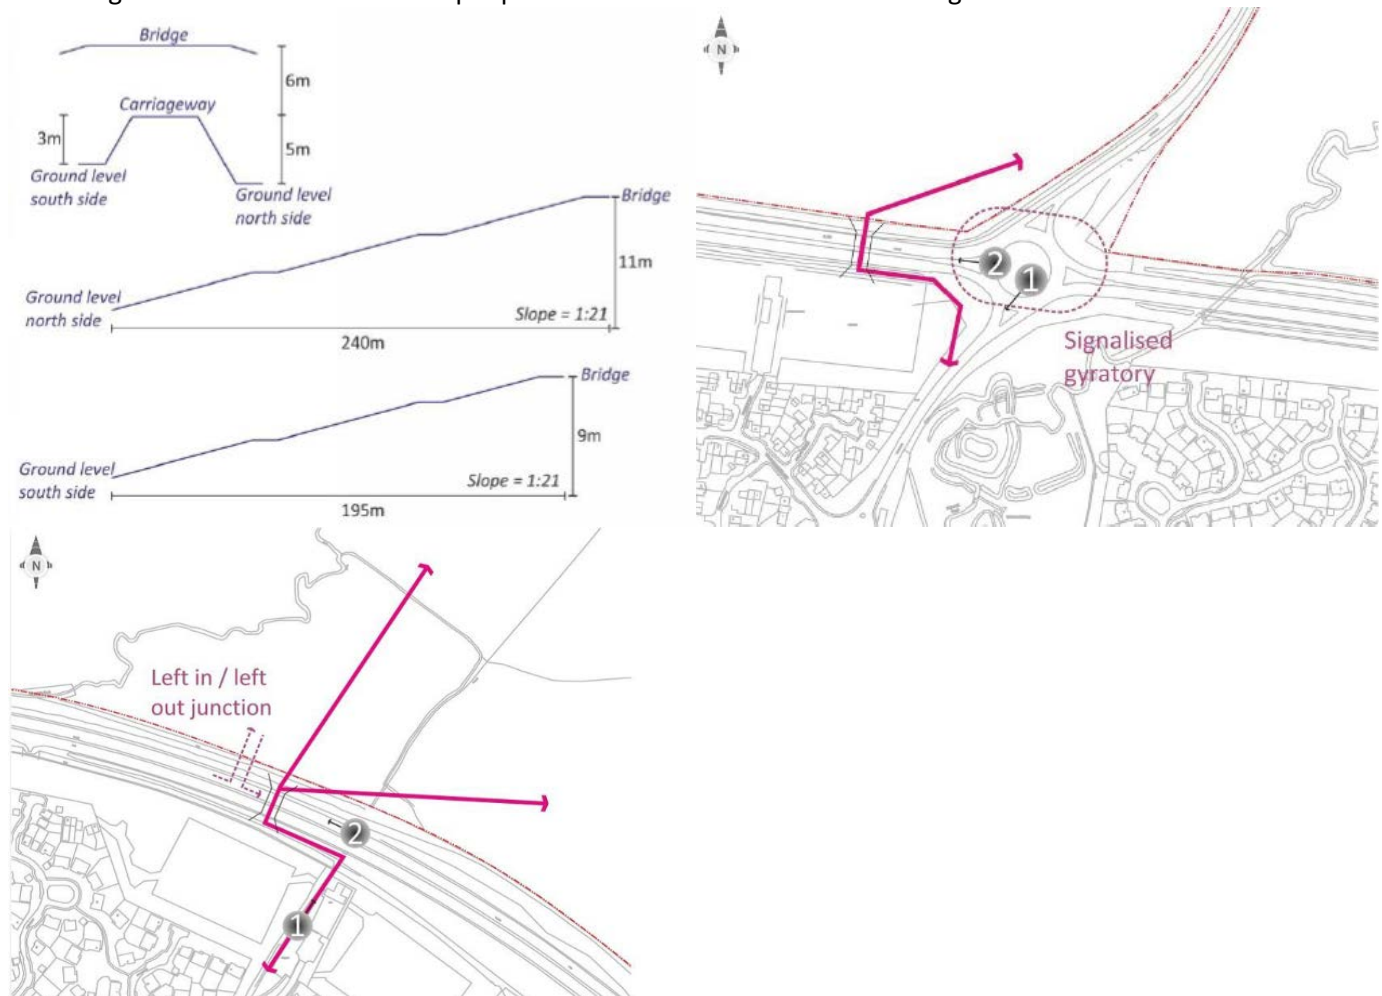 Bridge
6m
Carriageway
3m
5m
Ground level
south side
Ground level
north side
Bridge
11m
Ground level
north side
Slope = 1:21
240m
Bridge
9m
Ground level
south side
Slope = 1:21
195m
N
2
1
Signalised
gyratory
N
Left in / left
out junction
2
1